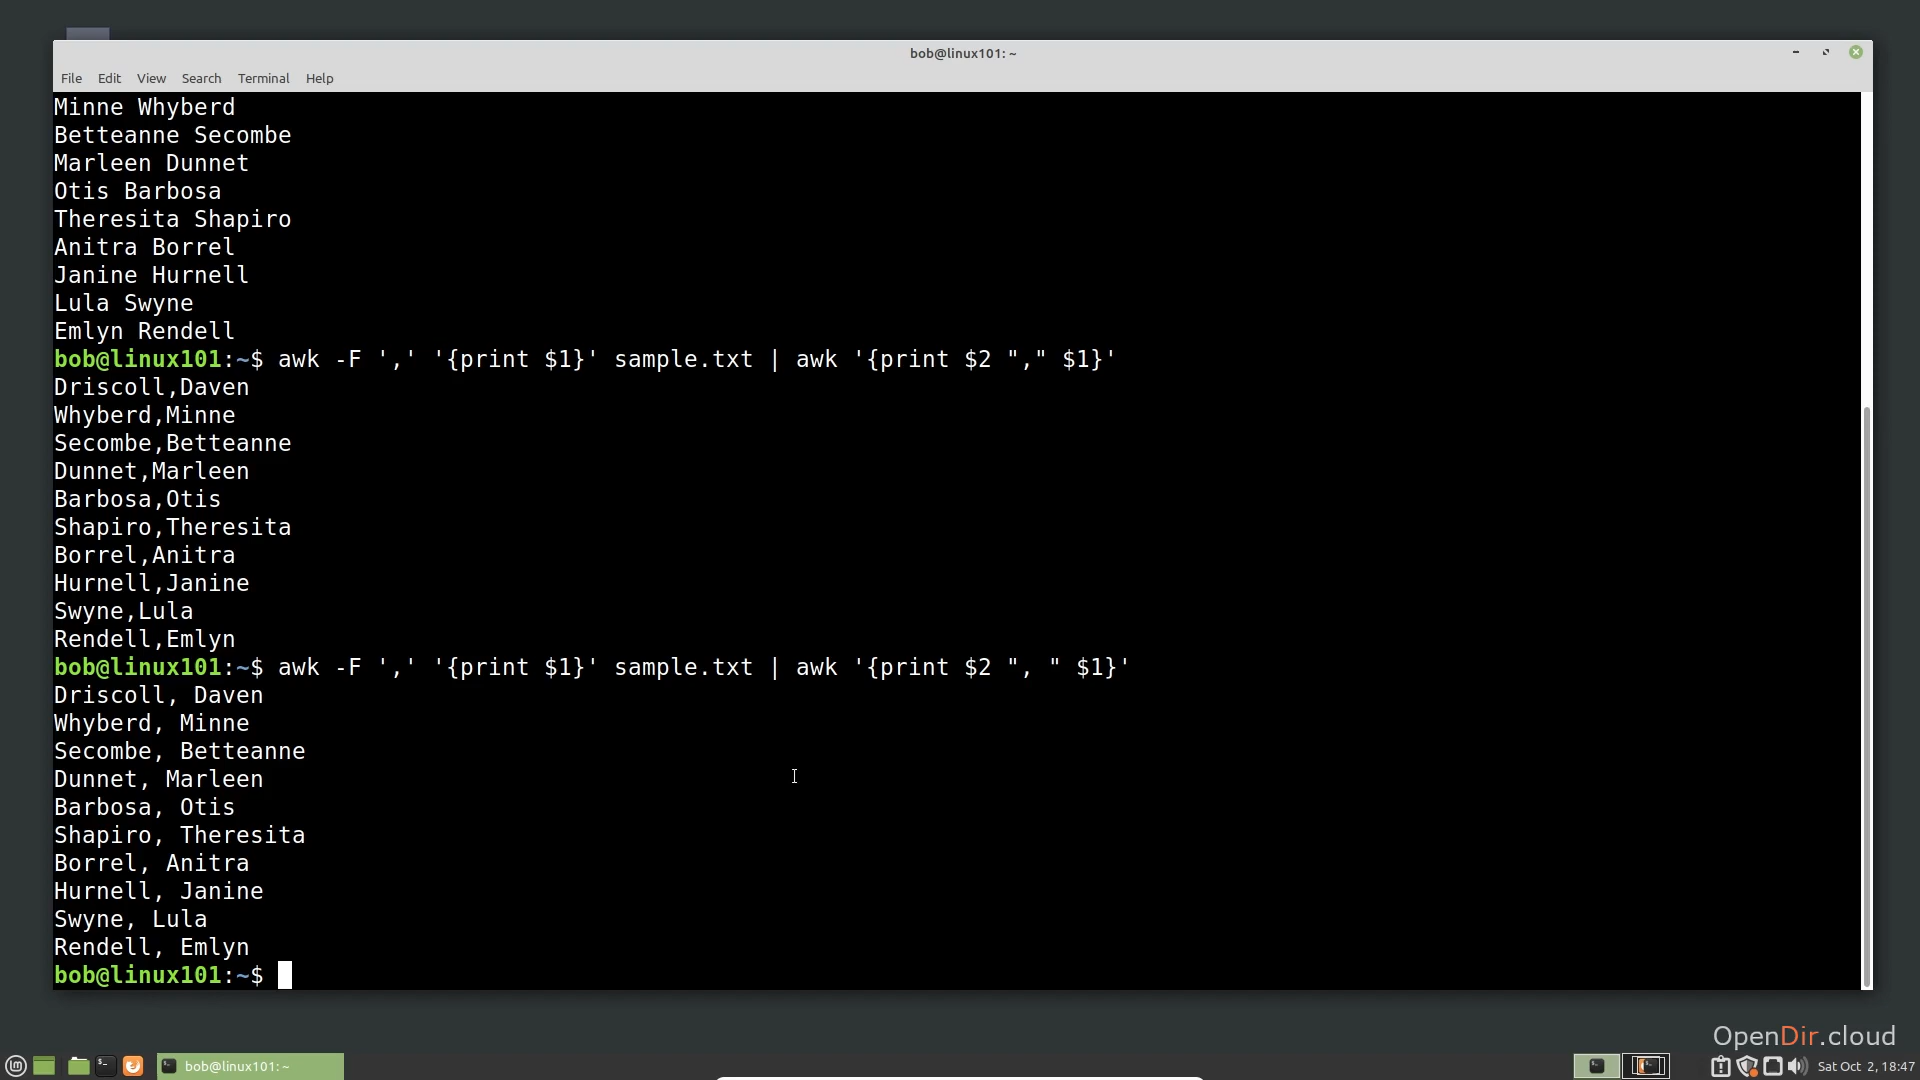 bob@linux101: ~
File Edit View Search Terminal Help
Minne Whyberd
Betteanne Secombe
Marleen Dunnet
Otis Barbosa
Theresita Shapiro
Anitra Borrel
Janine Hurnell
Lula Swyne
Emlyn Rendell
bob@linux101:~$ awk -F ',' '{print $1}' sample.txt | awk '{print $2 "," $1}'
Driscoll,Daven
Whyberd,Minne
Secombe,Betteanne
Dunnet,Marleen
Barbosa,Otis
Shapiro,Theresita
Borrel,Anitra
Hurnell,Janine
Swyne,Lula
Rendell,Emlyn
bob@linux101:~$ awk -F ',' '{print $1}' sample.txt | awk '{print $2 ", " $1}'
Driscoll, Daven
Whyberd, Minne
Secombe, Betteanne
Dunnet, Marleen
Barbosa, Otis
Shapiro, Theresita
Borrel, Anitra
Hurnell, Janine
Swyne, Lula
Rendell, Emlyn
bob@linux101:~$
OpenDir.cloud
bob@linux101: ~
Sat Oct 2, 18:47